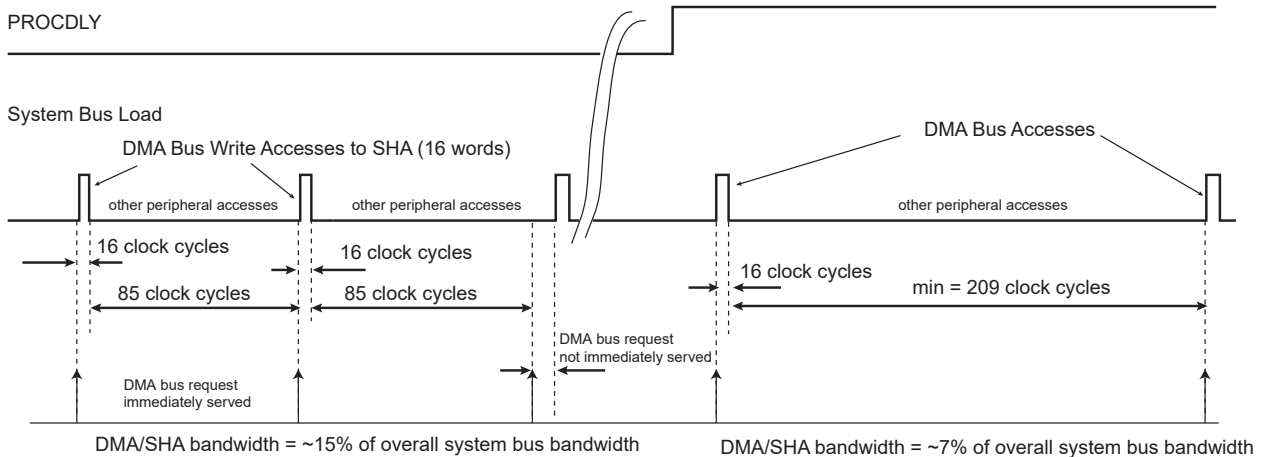 PROCDLY
System Bus Load
DMA Bus Write Accesses to SHA (16 words)
DMA Bus Accesses
other peripheral accesses
other peripheral accesses
other peripheral accesses
16 clock cycles
16 clock cycles
16 clock cycles
85 clock cycles
85 clock cycles
min = 209 clock cycles
DMA bus request
not immediately served
DMA bus request
immediately served
DMA/SHA bandwidth = ~15% of overall system bus bandwidth
DMA/SHA bandwidth = ~7% of overall system bus bandwidth